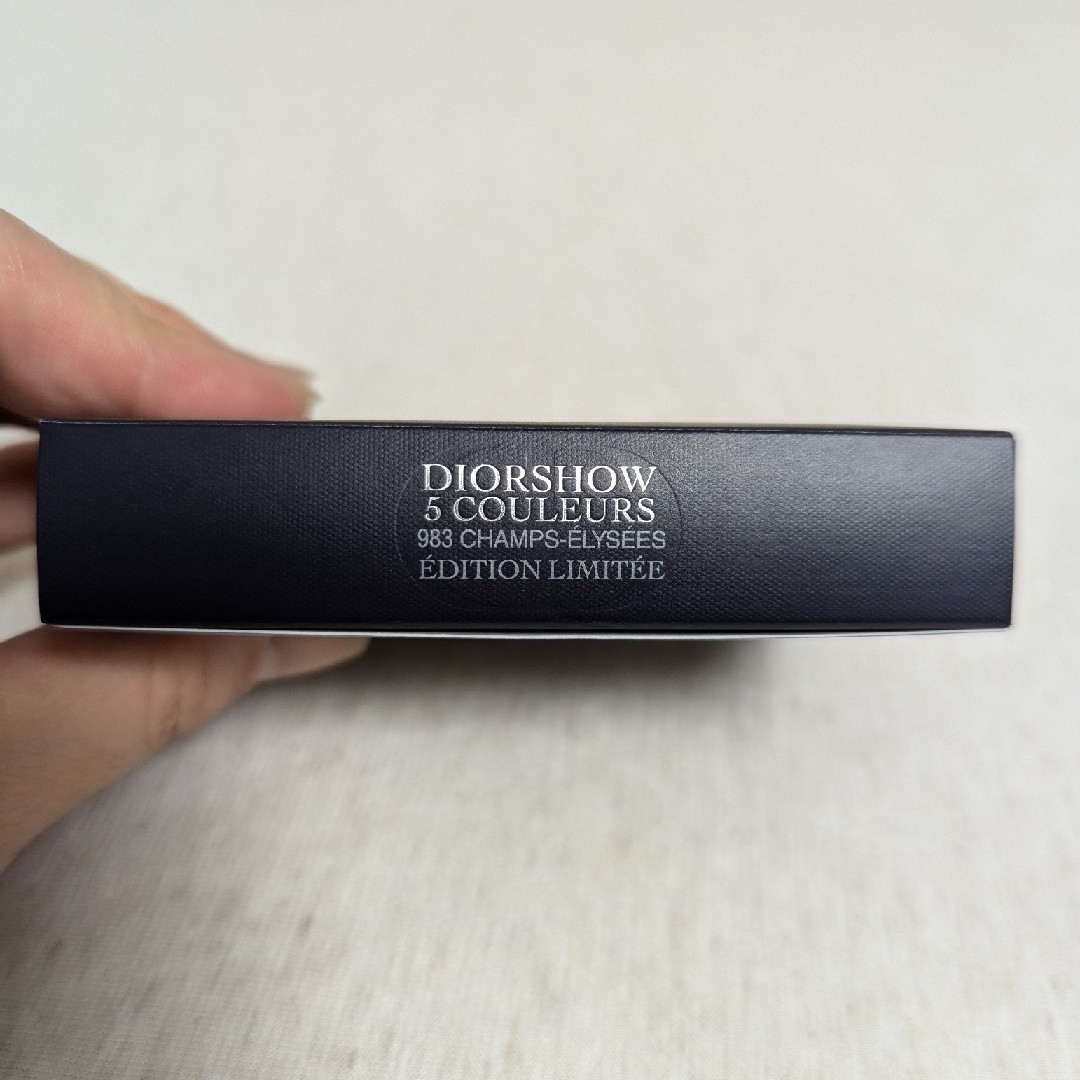 DIORSHOW
5 COULEURS
983 CHAMPS-ÉLYSÉES
ÉDITION LIMITÉE